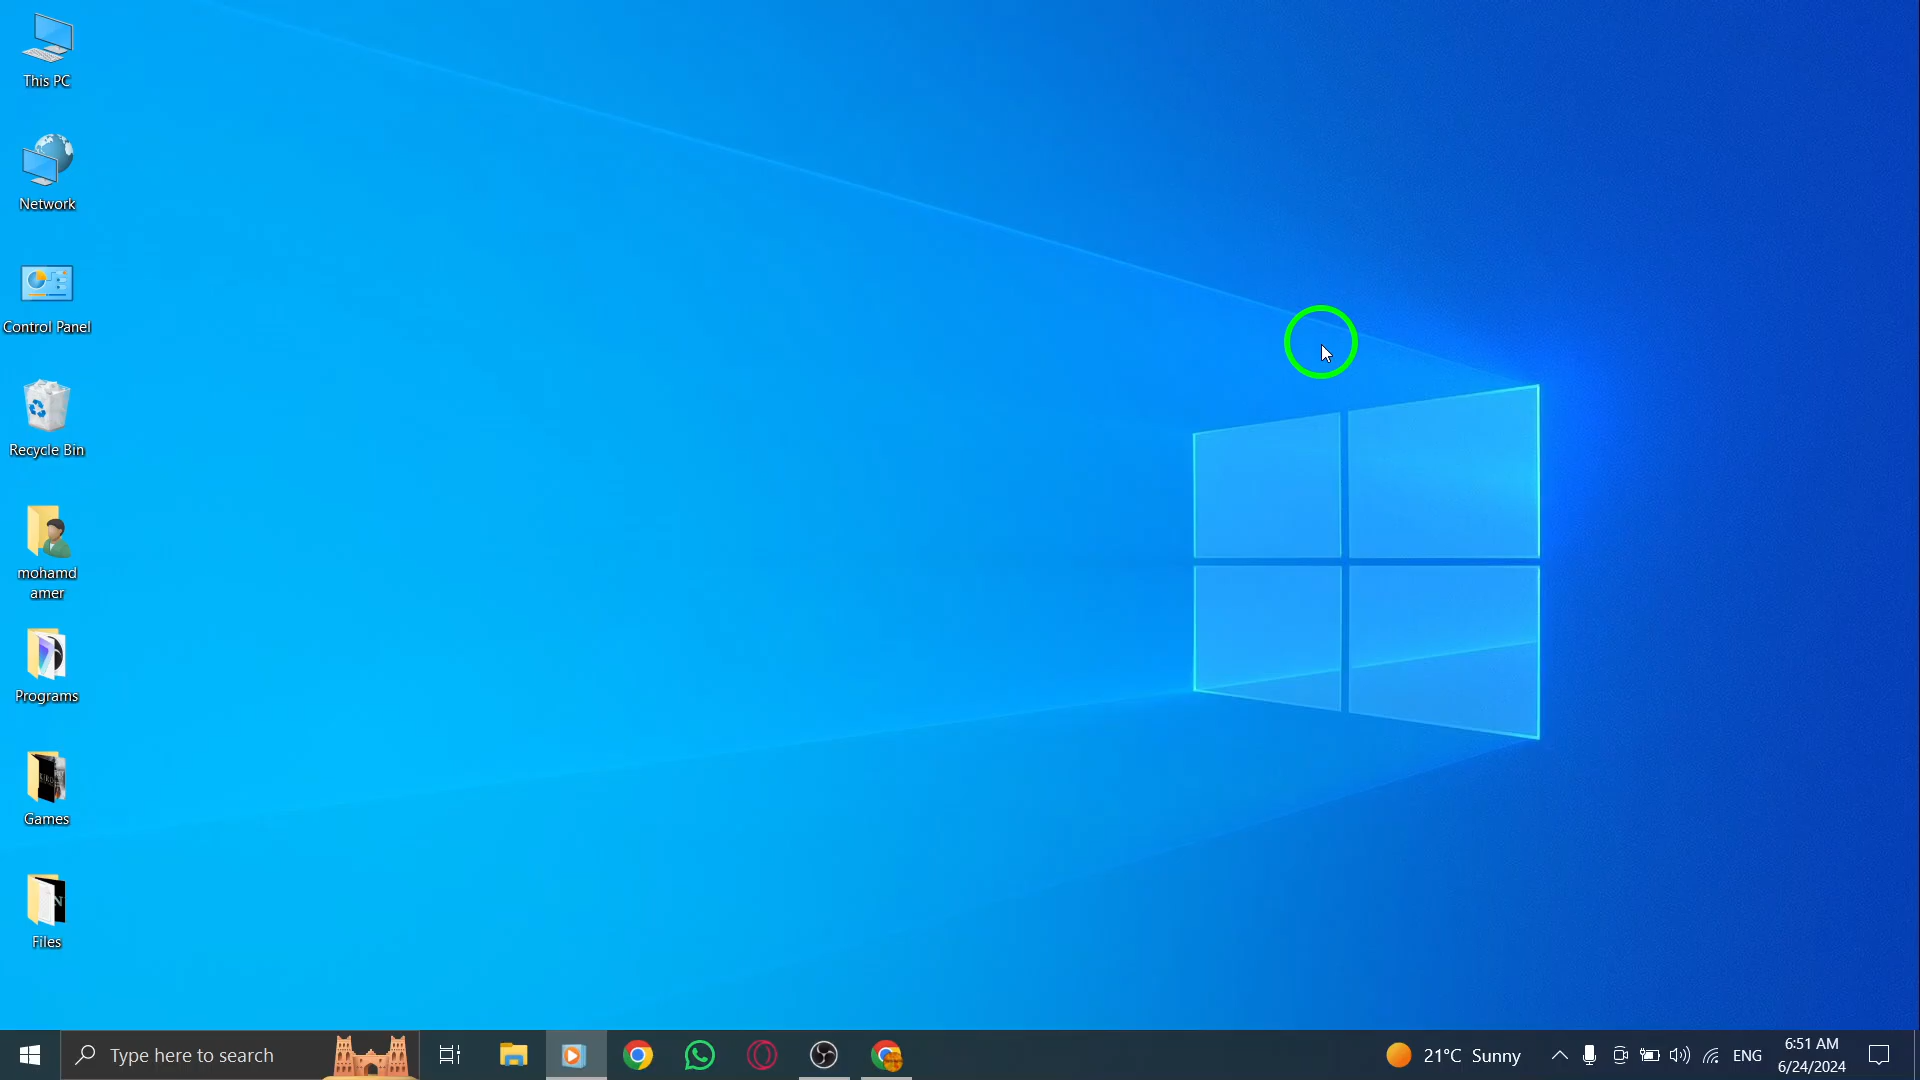 This PC
Network
Control Panel
Recycle Bin
mohamd
amer
Programs
Games
Files
Type here to search
21°C Sunny
ENG
6:51 AM
6/24/2024